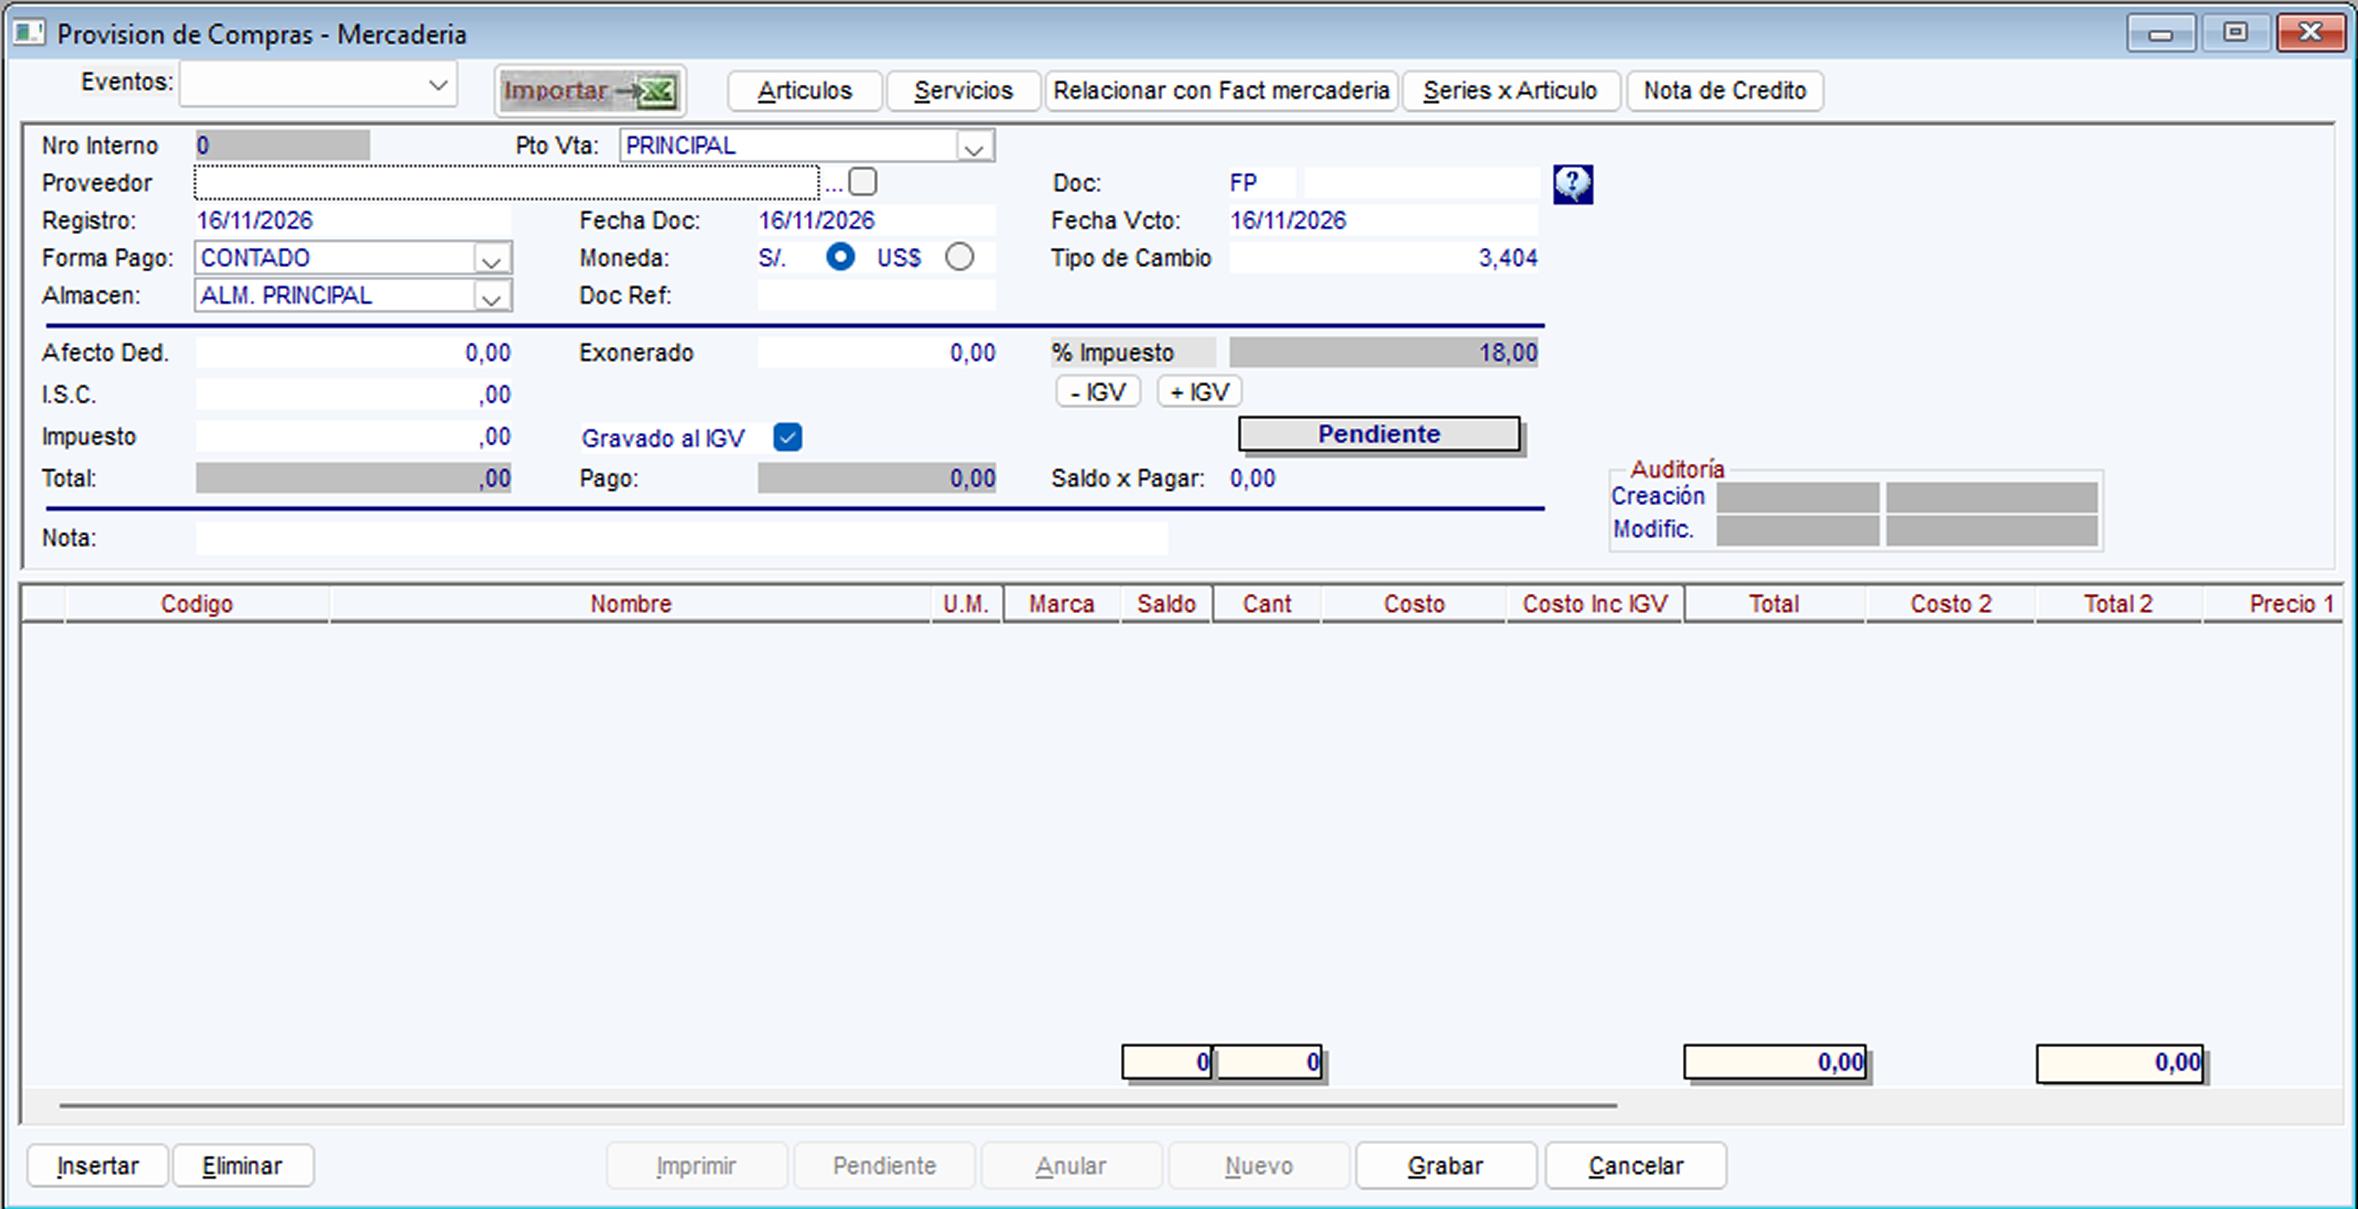 Provision de Compras - Mercaderia
Eventos: Importar Articulos Servicios Relacionar con Fact mercaderia Series x Articulo Nota de Credito
Nro Interno 0 Pto Vta: PRINCIPAL
Proveedor ... Doc: FP ?
Registro: 16/11/2026 Fecha Doc: 16/11/2026 Fecha Vcto: 16/11/2026
Forma Pago: CONTADO Moneda: S/. US$ Tipo de Cambio 3,404
Almacen: ALM. PRINCIPAL Doc Ref:
Afecto Ded. 0,00 Exonerado 0,00 % Impuesto 18,00
I.S.C. ,00 - IGV + IGV
Impuesto ,00 Gravado al IGV Pendiente
Total: ,00 Pago: 0,00 Saldo x Pagar: 0,00
Auditoría
Creación
Modific.
Nota:
Codigo Nombre U.M. Marca Saldo Cant Costo Costo Inc IGV Total Costo 2 Total 2 Precio 1
0 0 0,00 0,00
Insertar Eliminar Imprimir Pendiente Anular Nuevo Grabar Cancelar